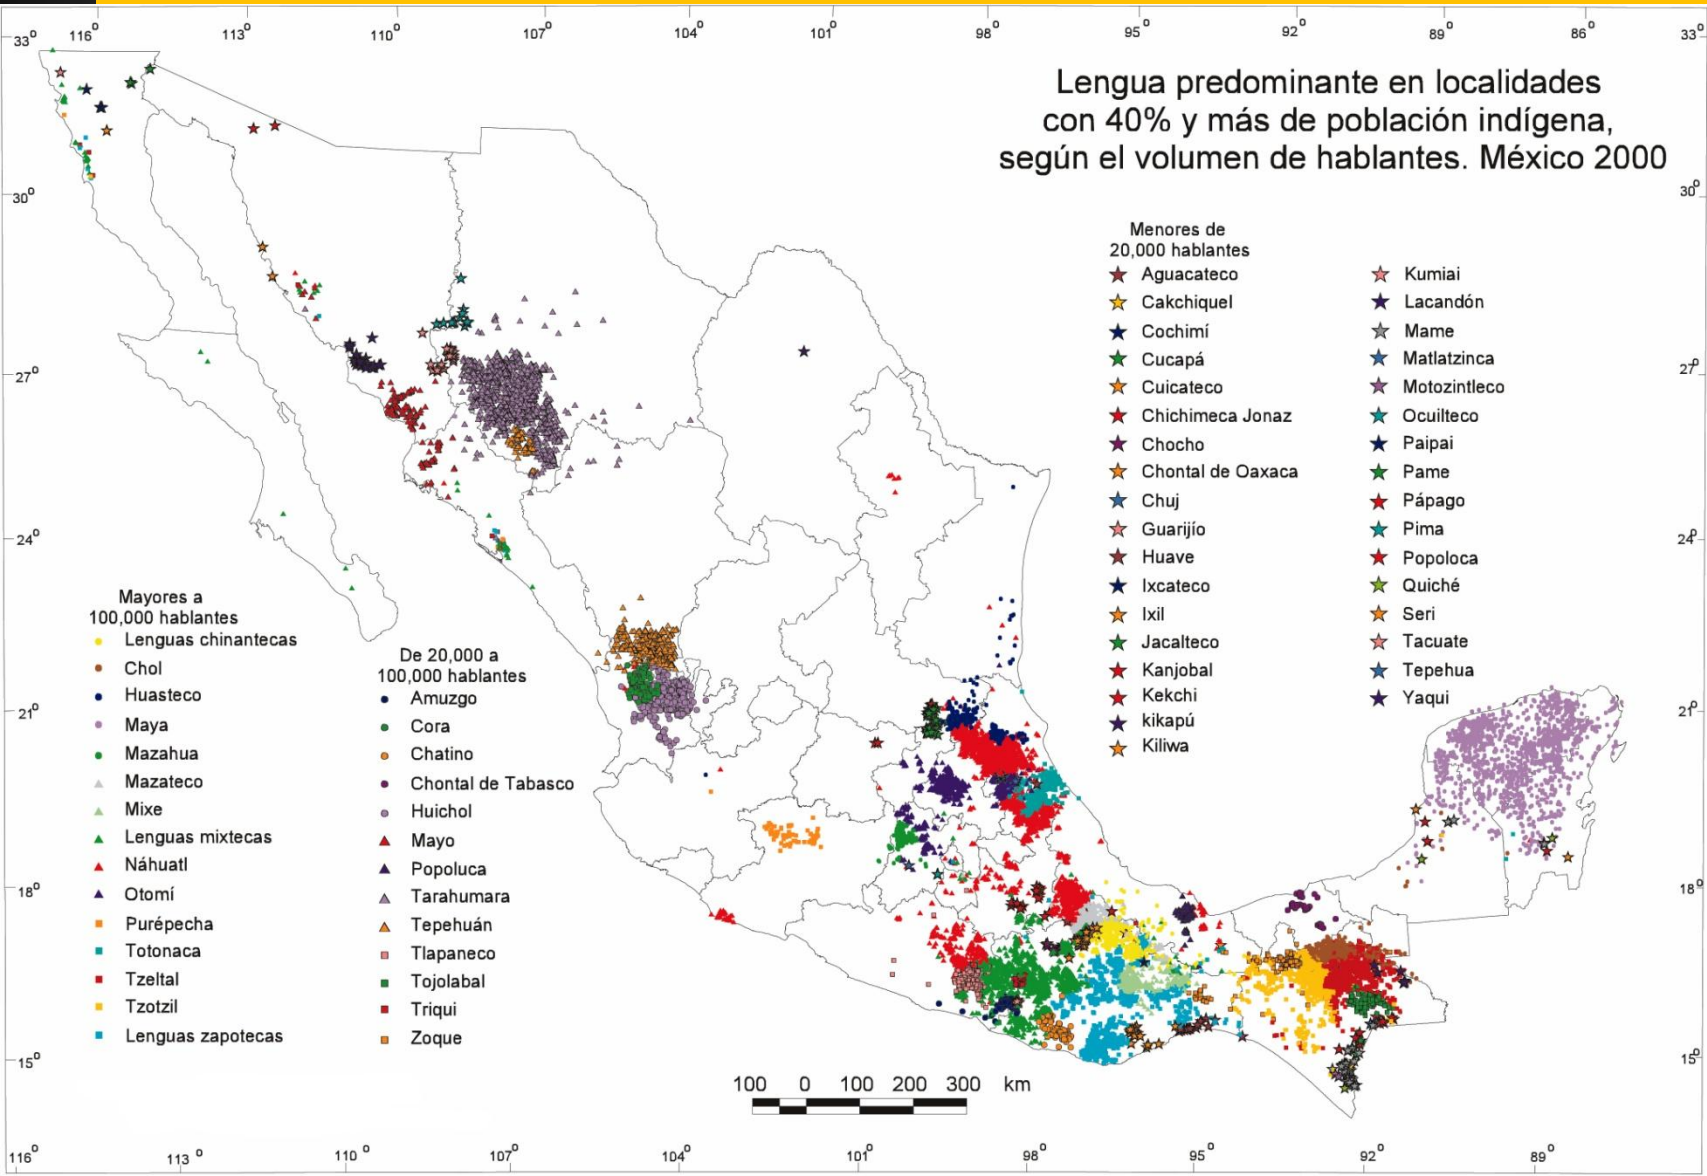 116° 113° 110° 107° 104° 101° 98° 95° 92° 89° 86°
33° 33°
Lengua predominante en localidades
con 40% y más de población indígena,
según el volumen de hablantes. México 2000
30° 30°
27° 27°
24° 24°
21° 21°
18° 18°
15° 15°
Menores de
20,000 hablantes
Aguacateco
Cakchiquel
Cochimí
Cucapá
Cuicateco
Chichimeca Jonaz
Chocho
Chontal de Oaxaca
Chuj
Guarijío
Huave
Ixcateco
Ixil
Jacalteco
Kanjobal
Kekchi
kikapú
Kiliwa
Kumiai
Lacandón
Mame
Matlatzinca
Motozintleco
Ocuilteco
Paipai
Pame
Pápago
Pima
Popoloca
Quiché
Seri
Tacuate
Tepehua
Yaqui
Mayores a
100,000 hablantes
Lenguas chinantecas
Chol
Huasteco
Maya
Mazahua
Mazateco
Mixe
Lenguas mixtecas
Náhuatl
Otomí
Purépecha
Totonaca
Tzeltal
Tzotzil
Lenguas zapotecas
De 20,000 a
100,000 hablantes
Amuzgo
Cora
Chatino
Chontal de Tabasco
Huichol
Mayo
Popoluca
Tarahumara
Tepehuán
Tlapaneco
Tojolabal
Triqui
Zoque
100 0 100 200 300 km
116° 113° 110° 107° 104° 101° 98° 95° 92° 89°